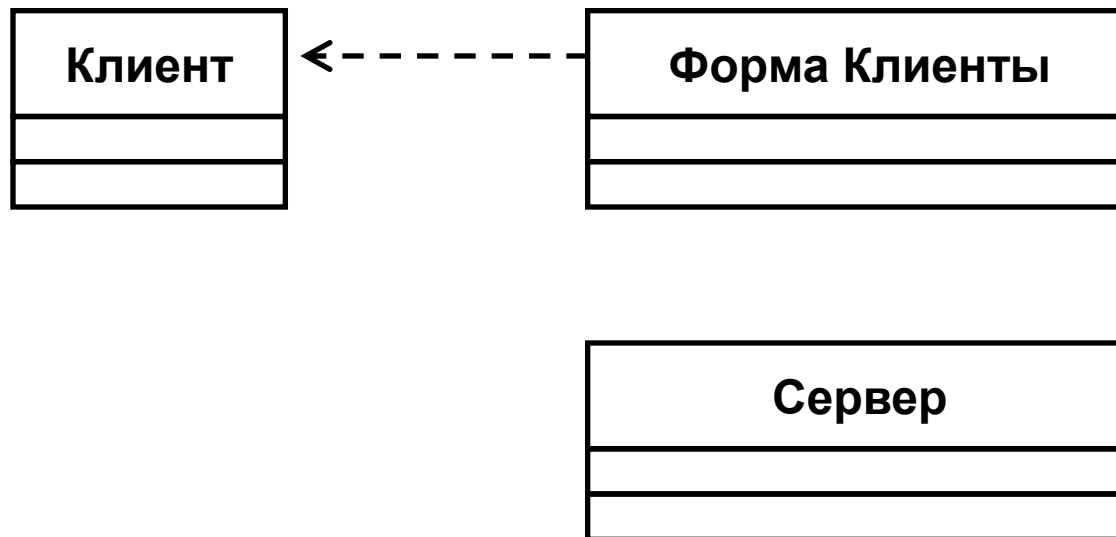 Клиент
Форма Клиенты
Сервер